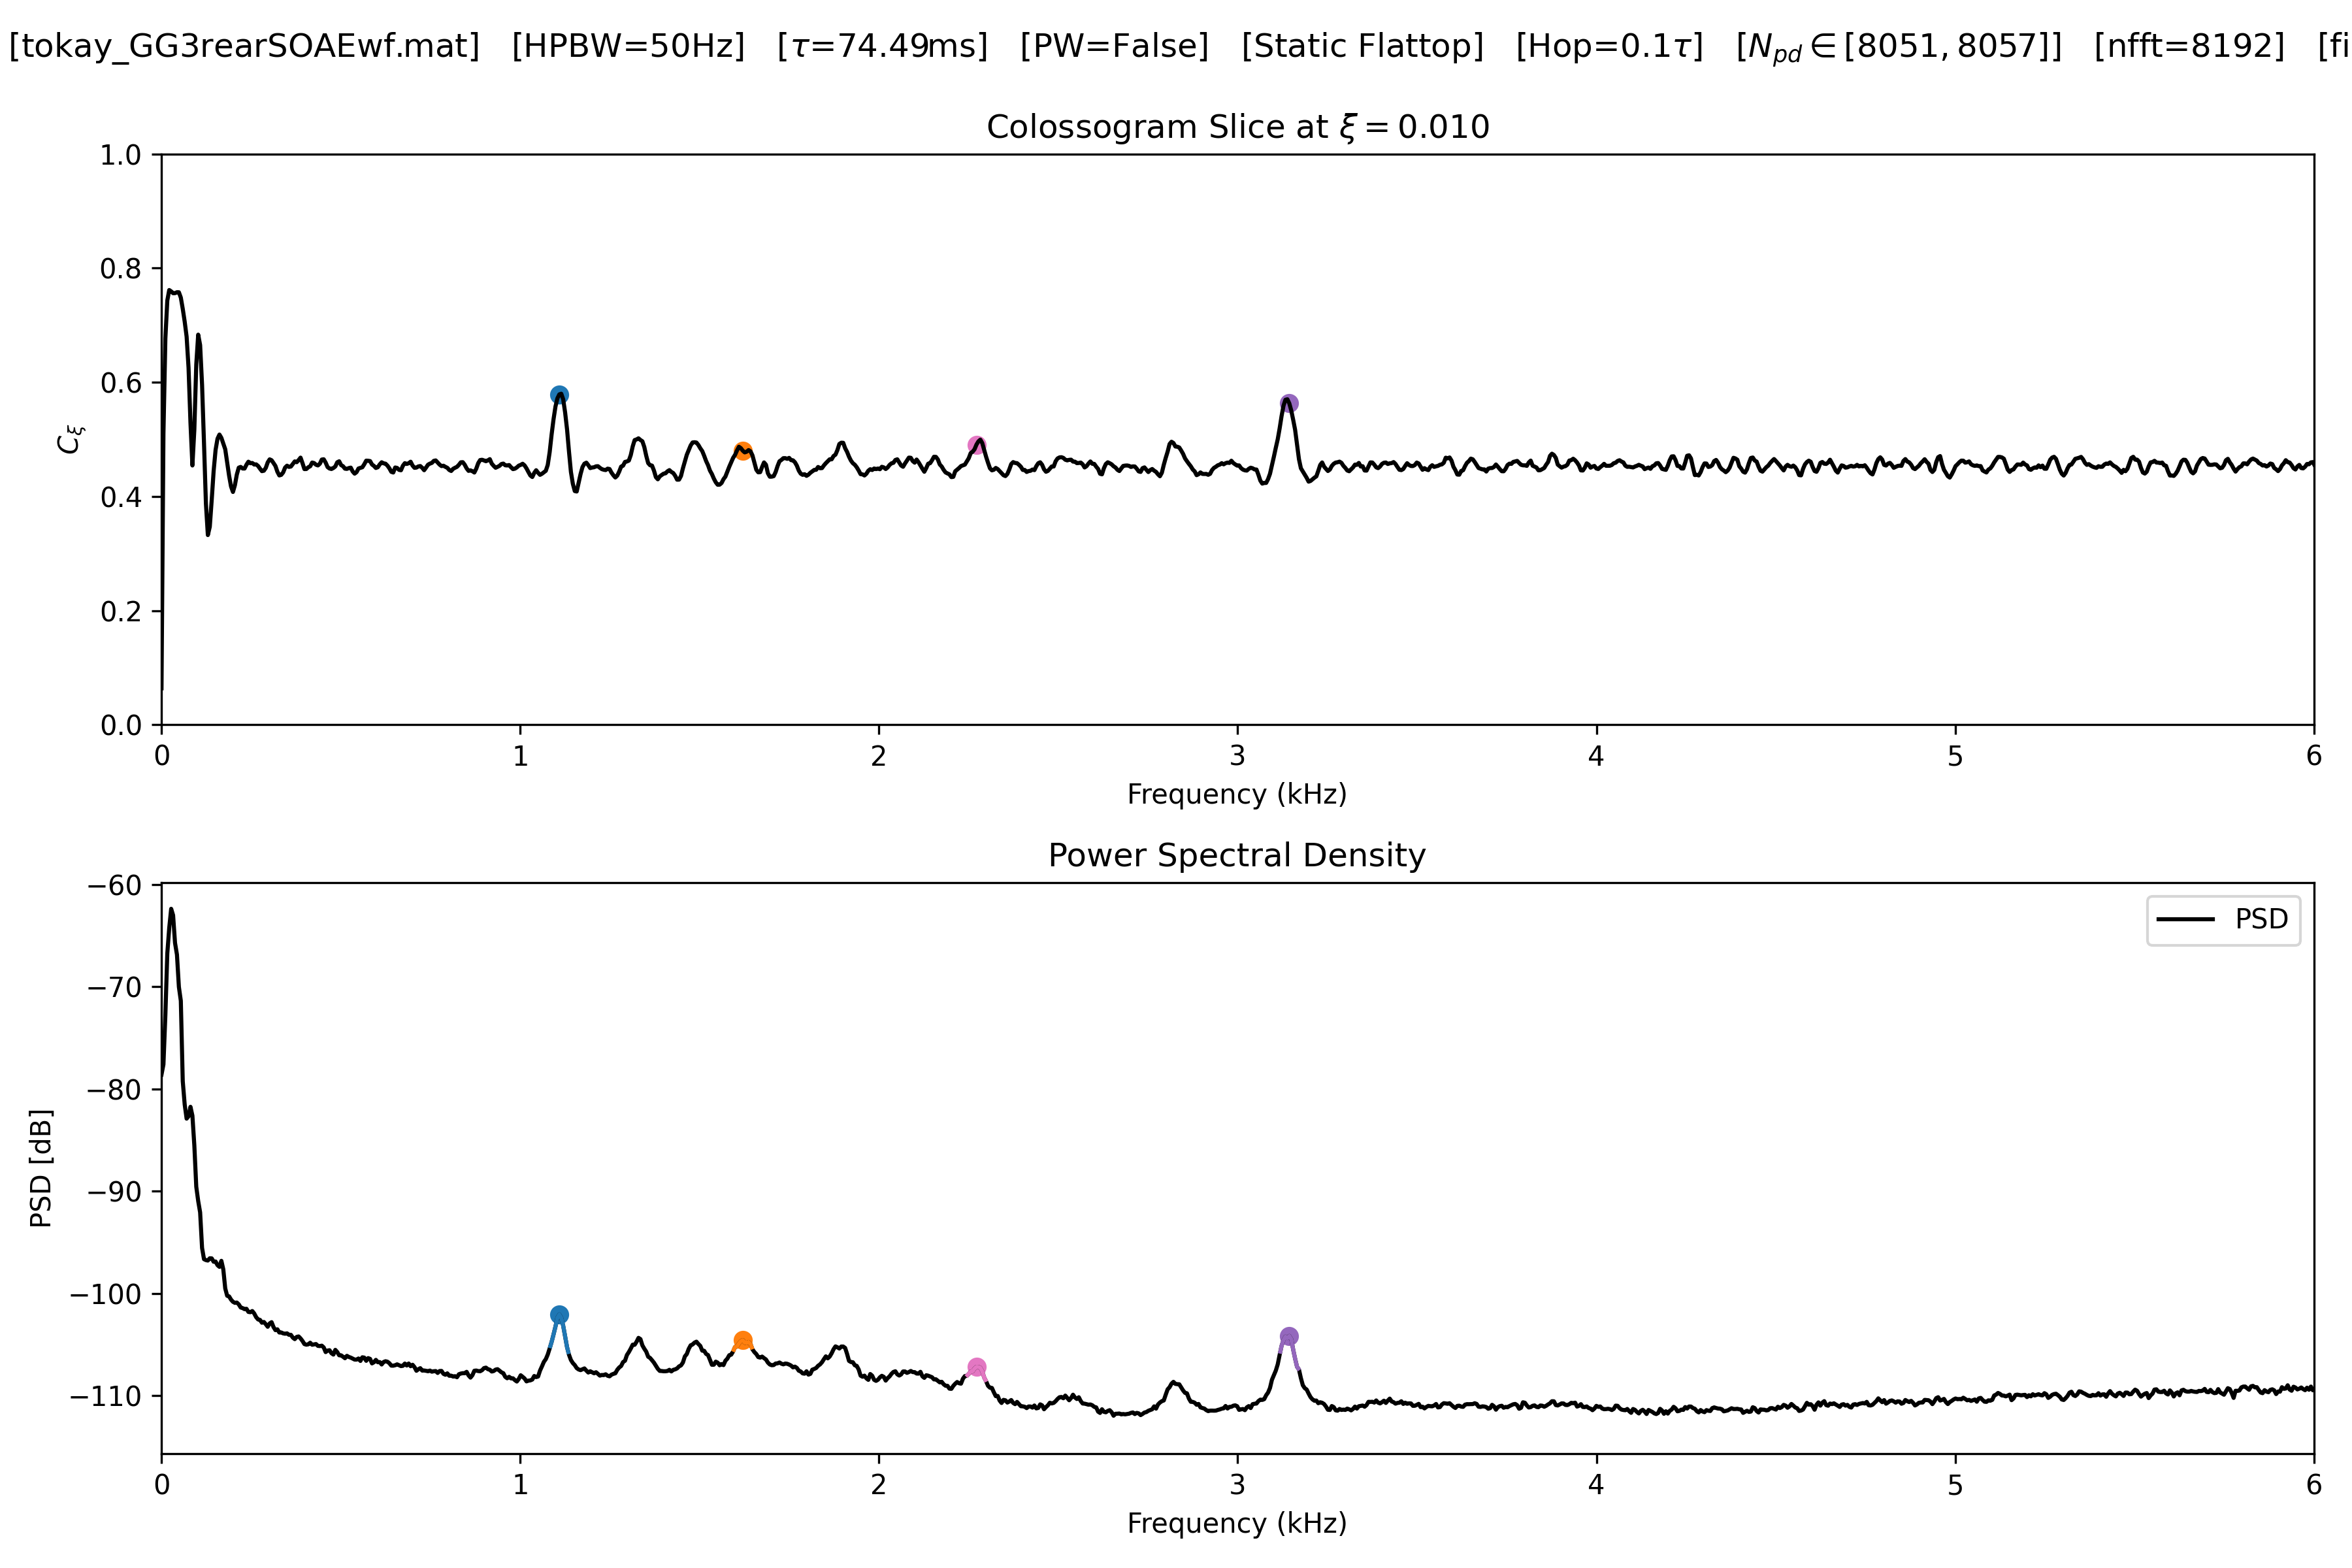 [tokay_GG3rearSOAEwf.mat] [HPBW=50Hz] [τ=74.49ms] [PW=False] [Static Flattop] [Hop=0.1τ] [N_pd ∈ [8051, 8057]] [nfft=8192] [fi
Colossogram Slice at ξ = 0.010
1.0
0.8
0.6
0.4
0.2
0.0
C_ξ
0 1 2 3 4 5 6
Frequency (kHz)
Power Spectral Density
−60
−70
−80
−90
−100
−110
PSD [dB]
PSD
0 1 2 3 4 5 6
Frequency (kHz)